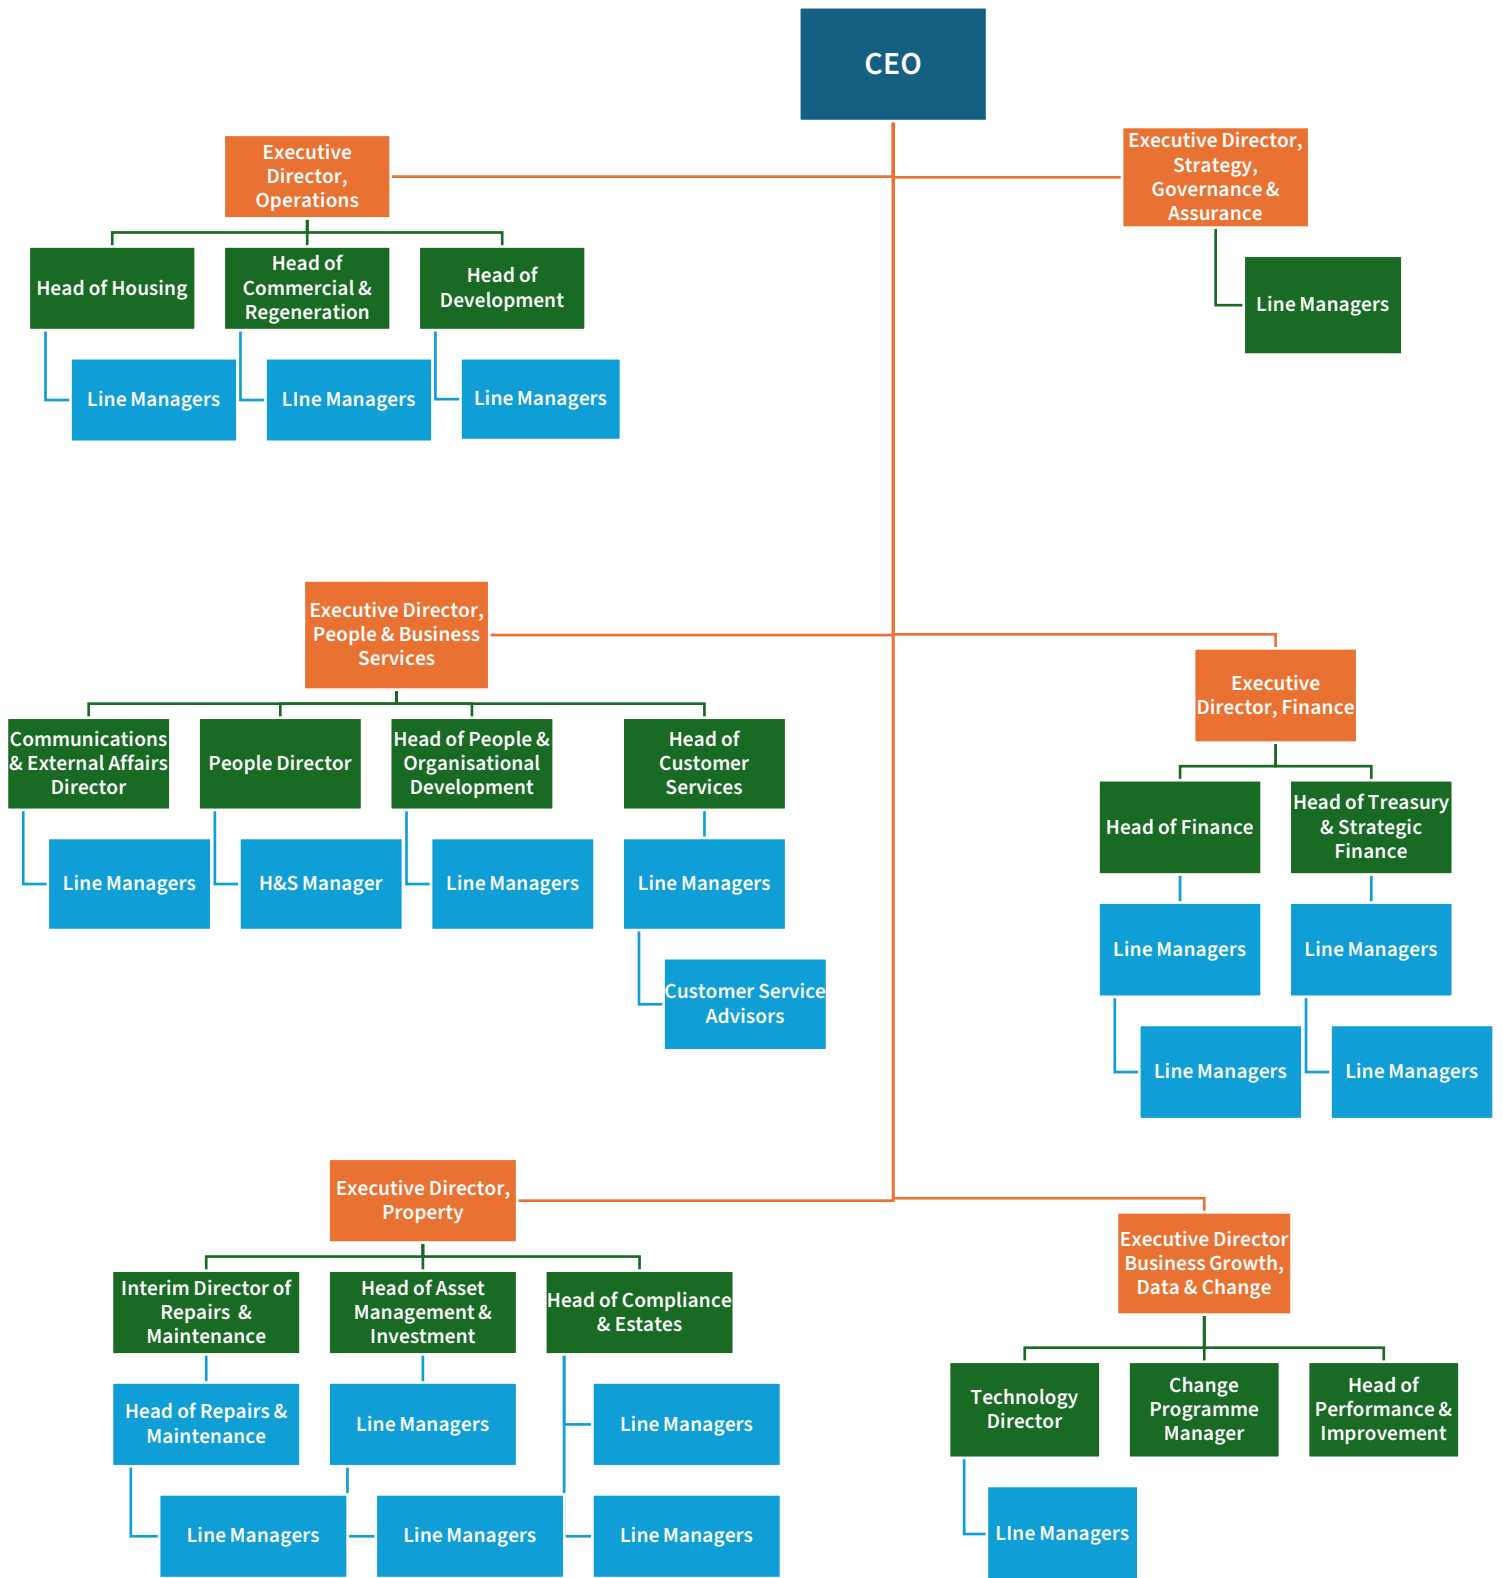 CEO
Executive
Director,
Operations
Executive Director,
Strategy,
Governance &
Assurance
Head of Housing
Head of
Commercial &
Regeneration
Head of
Development
Line Managers
Line Managers
LIne Managers
Line Managers
Executive Director,
People & Business
Services
Executive
Director, Finance
Communications
& External Affairs
Director
People Director
Head of People &
Organisational
Development
Head of
Customer
Services
Head of Finance
Head of Treasury
& Strategic
Finance
Line Managers
H&S Manager
Line Managers
Line Managers
Line Managers
Line Managers
Customer Service
Advisors
Line Managers
Line Managers
Executive Director,
Property
Executive Director
Business Growth,
Data & Change
Interim Director of
Repairs &
Maintenance
Head of Asset
Management &
Investment
Head of Compliance
& Estates
Technology
Director
Change
Programme
Manager
Head of
Performance &
Improvement
Head of Repairs &
Maintenance
Line Managers
Line Managers
Line Managers
Line Managers
Line Managers
LIne Managers